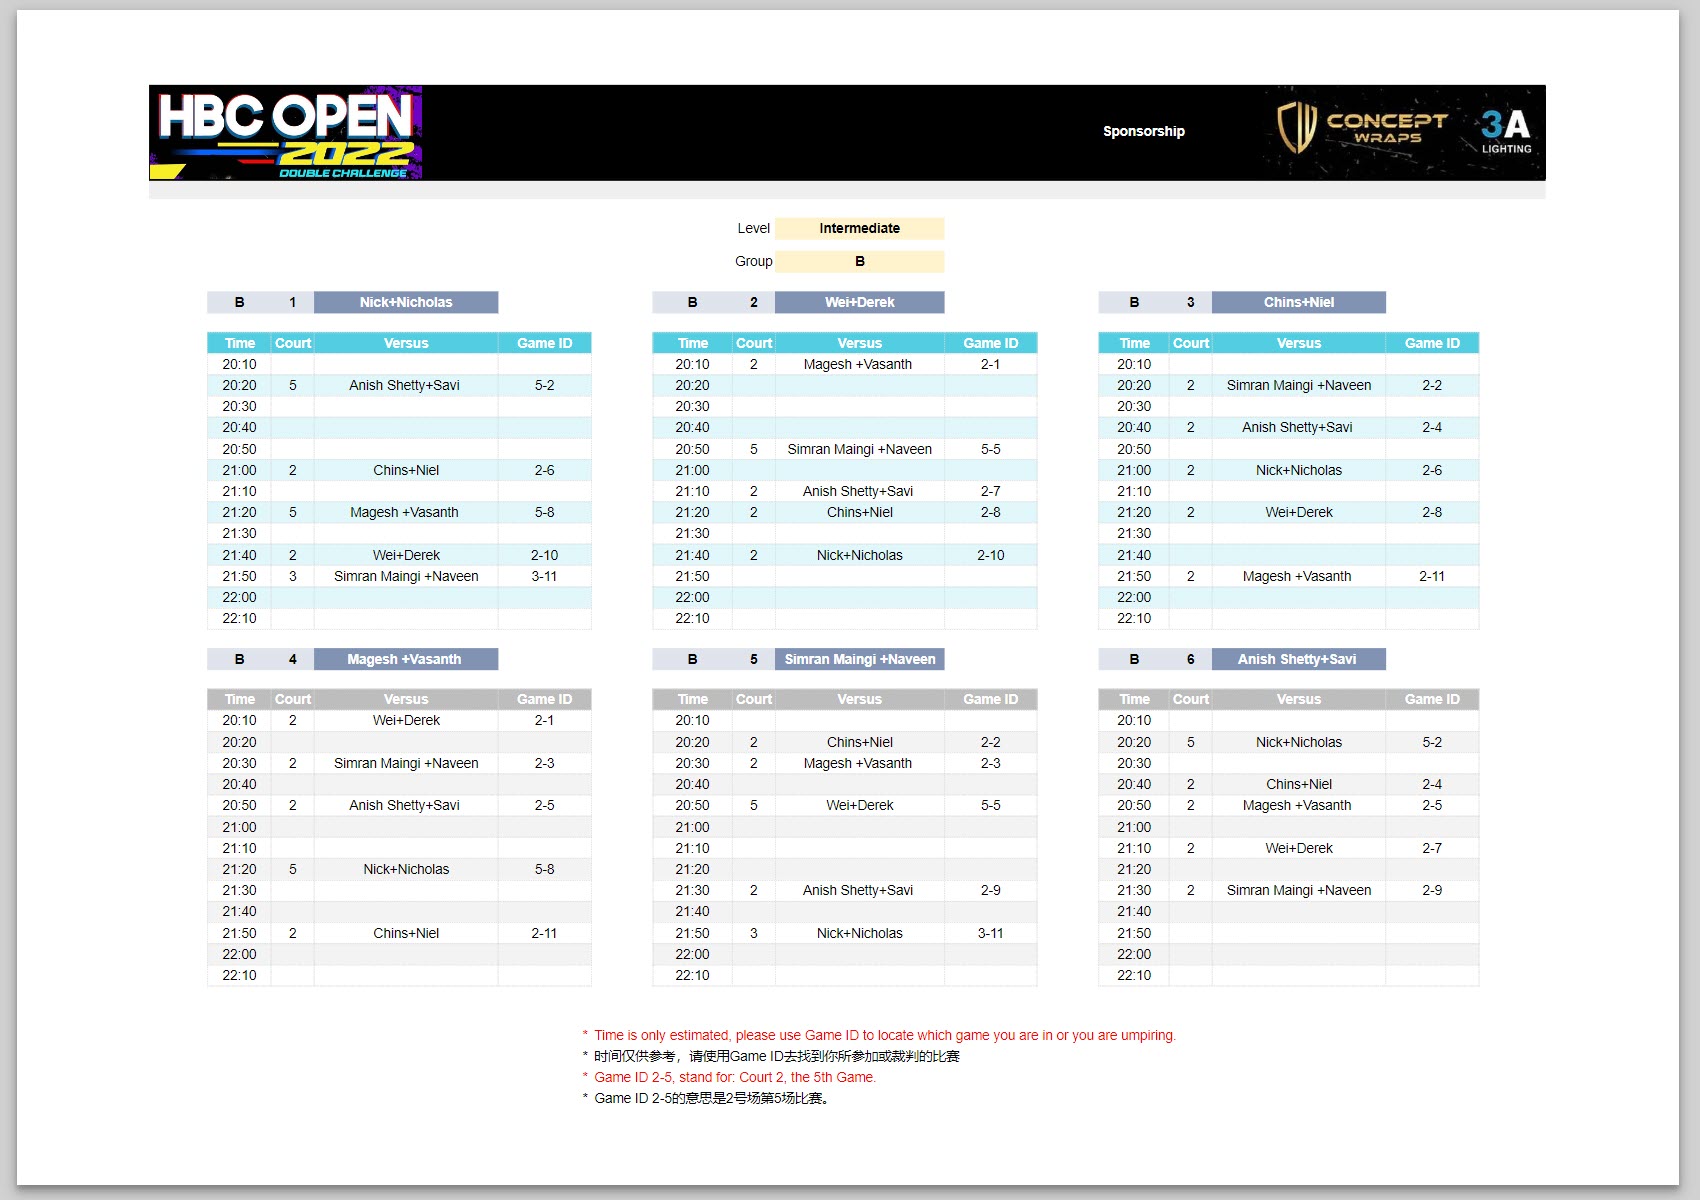 HBC OPEN
2022
DOUBLE CHALLENGE
Sponsorship
CONCEPT
WRAPS
3A
LIGHTING
Level Intermediate
Group B
B 1 Nick+Nicholas
Time Court Versus Game ID
20:10
20:20 5 Anish Shetty+Savi 5-2
20:30
20:40
20:50
21:00 2 Chins+Niel 2-6
21:10
21:20 5 Magesh +Vasanth 5-8
21:30
21:40 2 Wei+Derek 2-10
21:50 3 Simran Maingi +Naveen 3-11
22:00
22:10
B 2 Wei+Derek
Time Court Versus Game ID
20:10 2 Magesh +Vasanth 2-1
20:20
20:30
20:40
20:50 5 Simran Maingi +Naveen 5-5
21:00
21:10 2 Anish Shetty+Savi 2-7
21:20 2 Chins+Niel 2-8
21:30
21:40 2 Nick+Nicholas 2-10
21:50
22:00
22:10
B 3 Chins+Niel
Time Court Versus Game ID
20:10
20:20 2 Simran Maingi +Naveen 2-2
20:30
20:40 2 Anish Shetty+Savi 2-4
20:50
21:00 2 Nick+Nicholas 2-6
21:10
21:20 2 Wei+Derek 2-8
21:30
21:40
21:50 2 Magesh +Vasanth 2-11
22:00
22:10
B 4 Magesh +Vasanth
Time Court Versus Game ID
20:10 2 Wei+Derek 2-1
20:20
20:30 2 Simran Maingi +Naveen 2-3
20:40
20:50 2 Anish Shetty+Savi 2-5
21:00
21:10
21:20 5 Nick+Nicholas 5-8
21:30
21:40
21:50 2 Chins+Niel 2-11
22:00
22:10
B 5 Simran Maingi +Naveen
Time Court Versus Game ID
20:10
20:20 2 Chins+Niel 2-2
20:30 2 Magesh +Vasanth 2-3
20:40
20:50 5 Wei+Derek 5-5
21:00
21:10
21:20
21:30 2 Anish Shetty+Savi 2-9
21:40
21:50 3 Nick+Nicholas 3-11
22:00
22:10
B 6 Anish Shetty+Savi
Time Court Versus Game ID
20:10
20:20 5 Nick+Nicholas 5-2
20:30
20:40 2 Chins+Niel 2-4
20:50 2 Magesh +Vasanth 2-5
21:00
21:10 2 Wei+Derek 2-7
21:20
21:30 2 Simran Maingi +Naveen 2-9
21:40
21:50
22:00
22:10
* Time is only estimated, please use Game ID to locate which game you are in or you are umpiring.
* 时间仅供参考，请使用Game ID去找到你所参加或裁判的比赛
* Game ID 2-5, stand for: Court 2, the 5th Game.
* Game ID 2-5的意思是2号场第5场比赛。